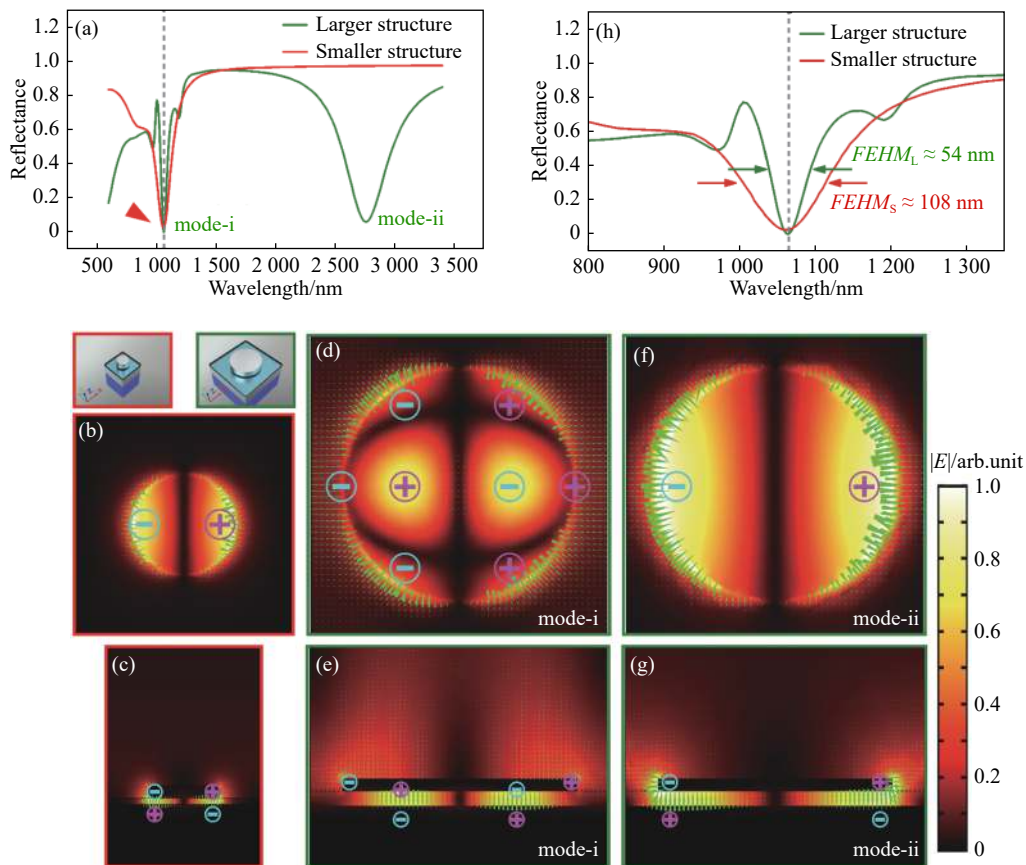 (a)
Larger structure
Smaller structure
Reflectance
1.2
1.0
0.8
0.6
0.4
0.2
0
mode-i
mode-ii
500
1 000
1 500
2 000
2 500
3 000
3 500
Wavelength/nm
(h)
Larger structure
Smaller structure
Reflectance
1.2
1.0
0.8
0.6
0.4
0.2
0
FEHM_L ≈ 54 nm
FEHM_S ≈ 108 nm
800
900
1 000
1 100
1 200
1 300
Wavelength/nm
(b)
(d)
mode-i
(f)
mode-ii
(c)
(e)
mode-i
(g)
mode-ii
|E|/arb.unit
1.0
0.8
0.6
0.4
0.2
0